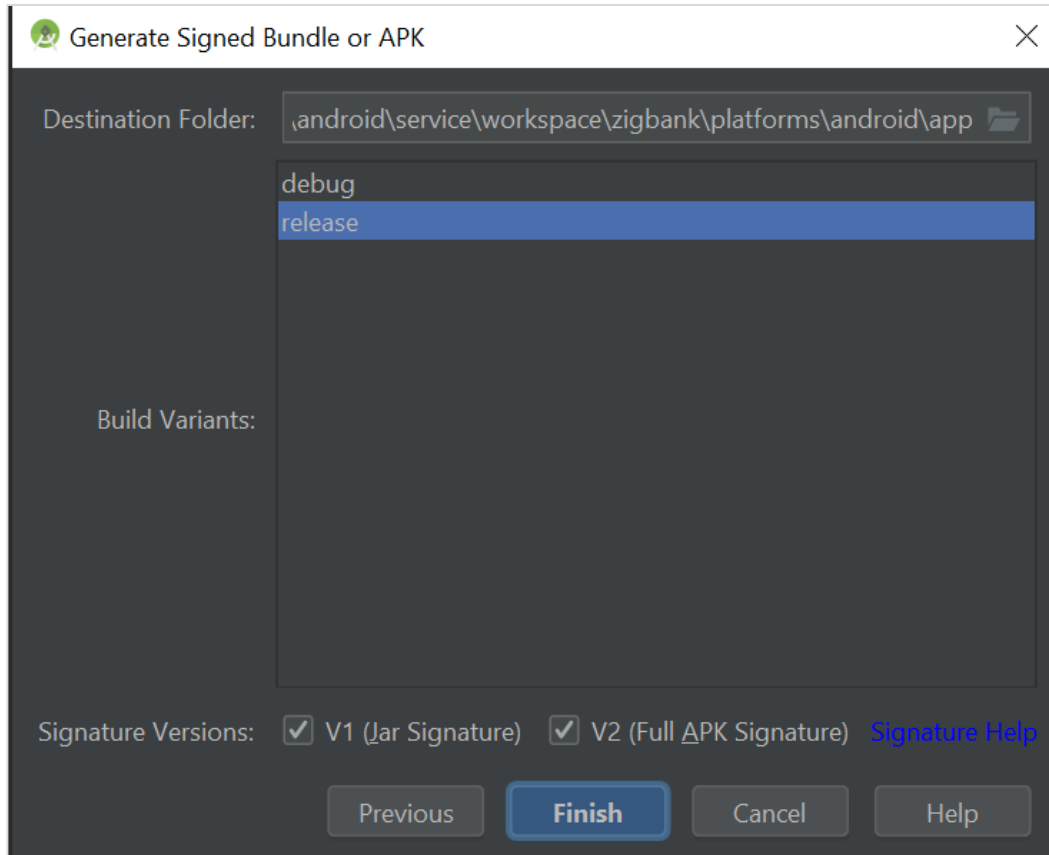 Generate Signed Bundle or APK
Destination Folder: \android\service\workspace\zigbank\platforms\android\app
debug
release
Build Variants:
Signature Versions: V1 (Jar Signature) V2 (Full APK Signature) Signature Help
Previous Finish Cancel Help